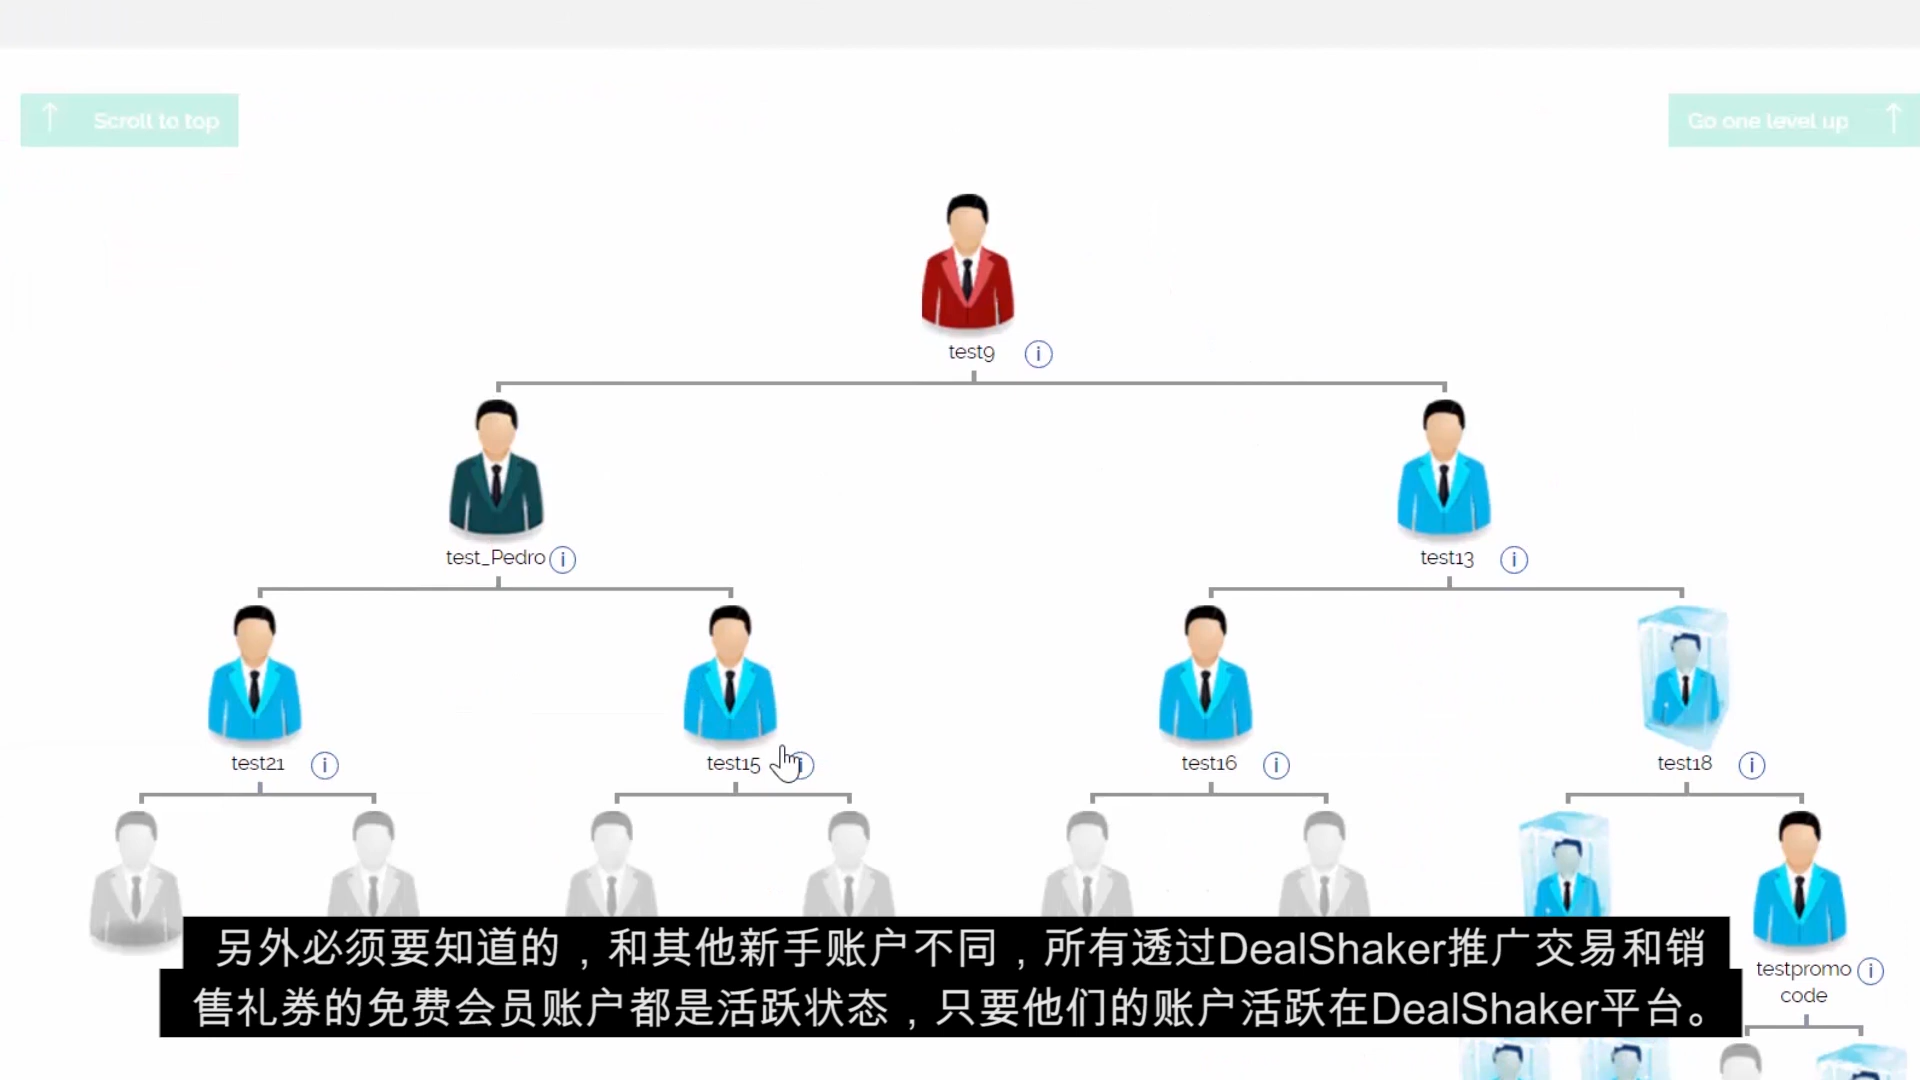 Scroll to top
Go one level up
test9
test_Pedro
test13
test21
test15
test16
test18
testpromo
code
另外必须要知道的，和其他新手账户不同，所有透过DealShaker推广交易和销
售礼券的免费会员账户都是活跃状态，只要他们的账户活跃在DealShaker平台。